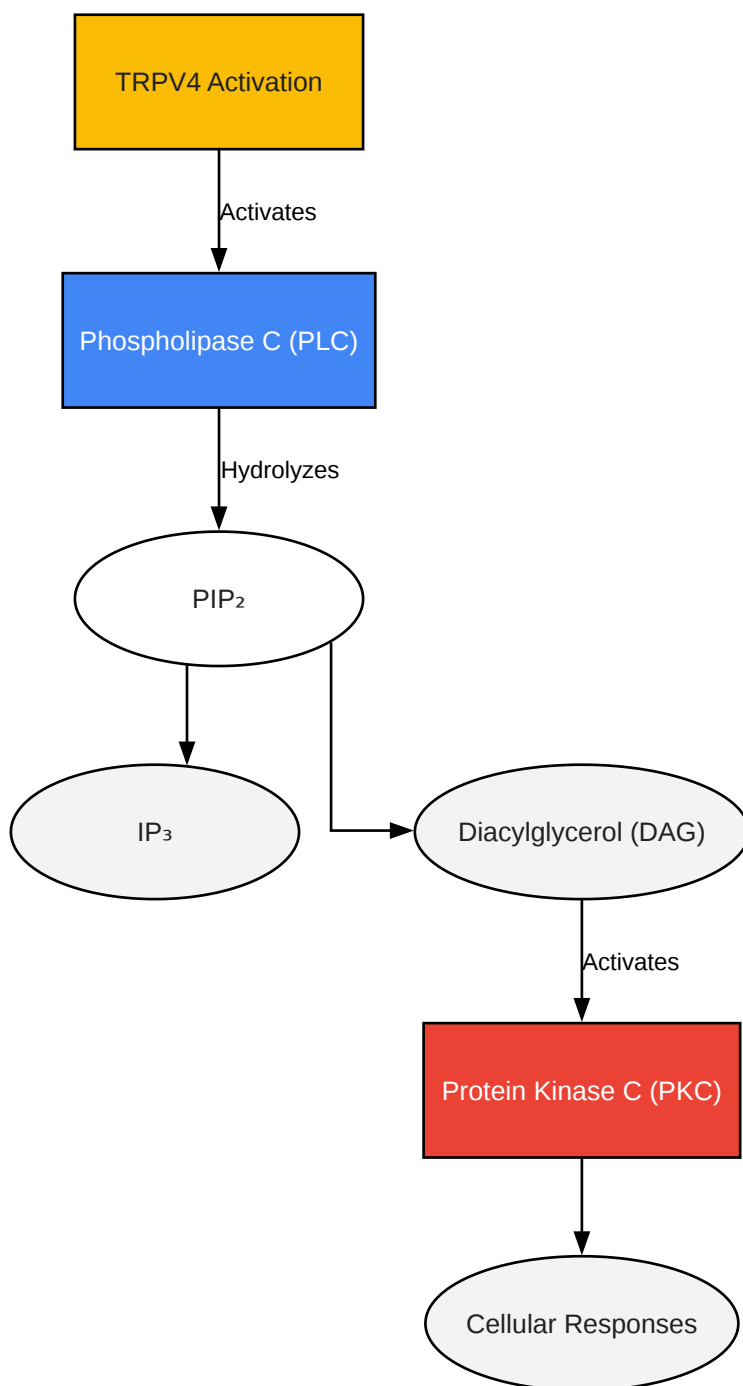 TRPV4 Activation
Activates
Phospholipase C (PLC)
Hydrolyzes
PIP₂
IP₃
Diacylglycerol (DAG)
Activates
Protein Kinase C (PKC)
Cellular Responses